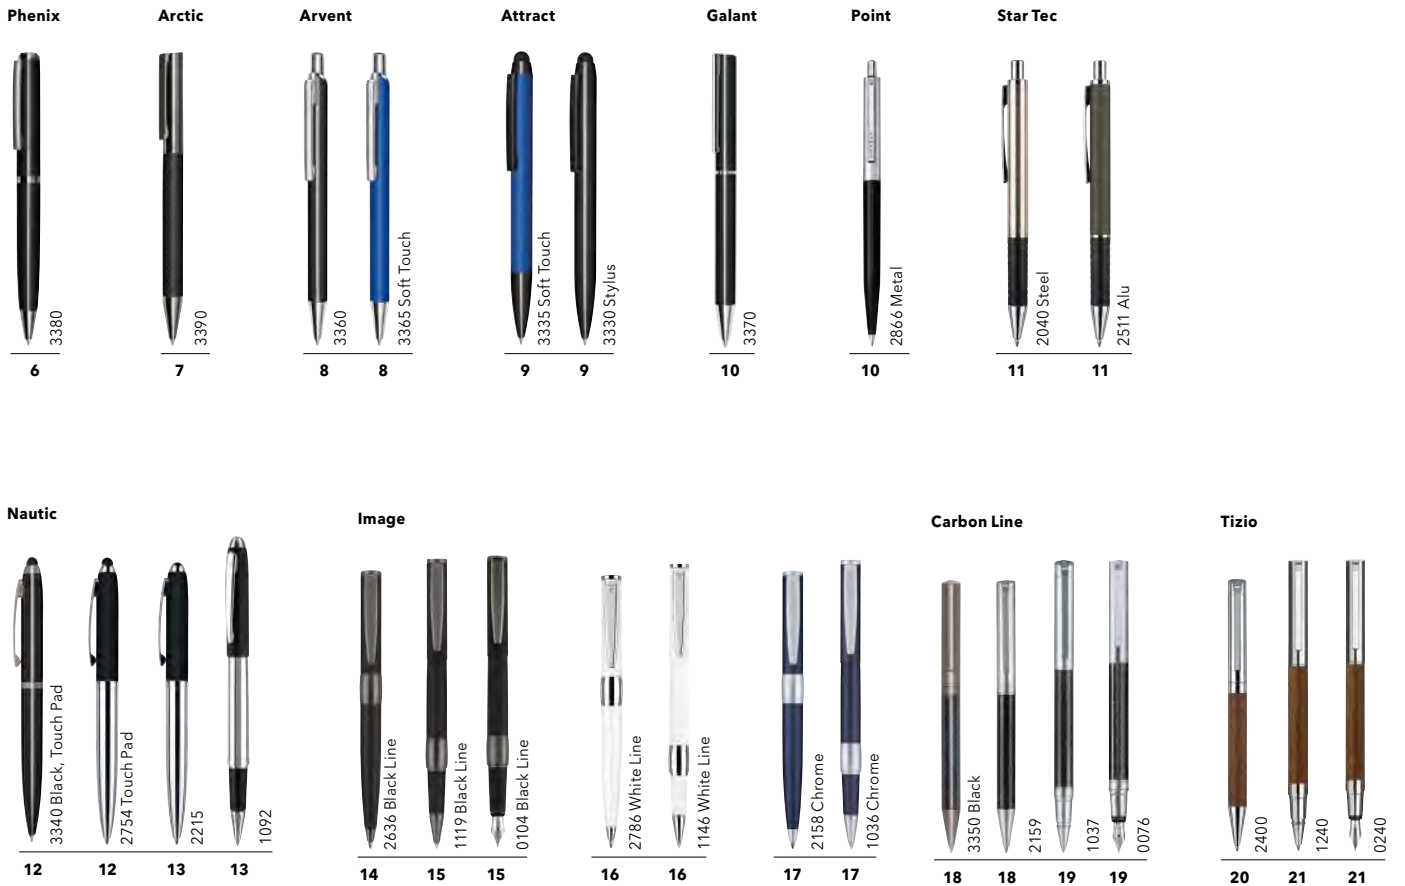 Phenix
Arctic
Arvent
Attract
Galant
Point
Star Tec
3380
3390
3360
3365 Soft Touch
3335 Soft Touch
3330 Stylus
3370
2866 Metal
2040 Steel
2511 Alu
6
7
8
8
9
9
10
10
11
11
Nautic
Image
Carbon Line
Tizio
3340 Black, Touch Pad
2754 Touch Pad
2215
1092
2636 Black Line
1119 Black Line
0104 Black Line
2786 White Line
1146 White Line
2158 Chrome
1036 Chrome
3350 Black
2159
1037
0076
2400
1240
0240
12
12
13
13
14
15
15
16
16
17
17
18
18
19
19
20
21
21